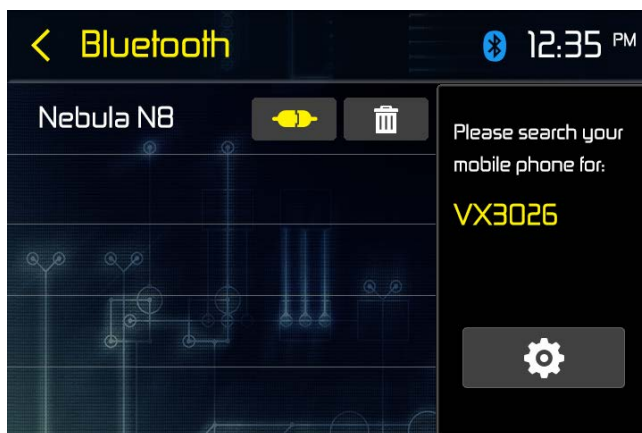 Bluetooth
12:35 PM
Nebula N8
Please search your
mobile phone for:
VX3026